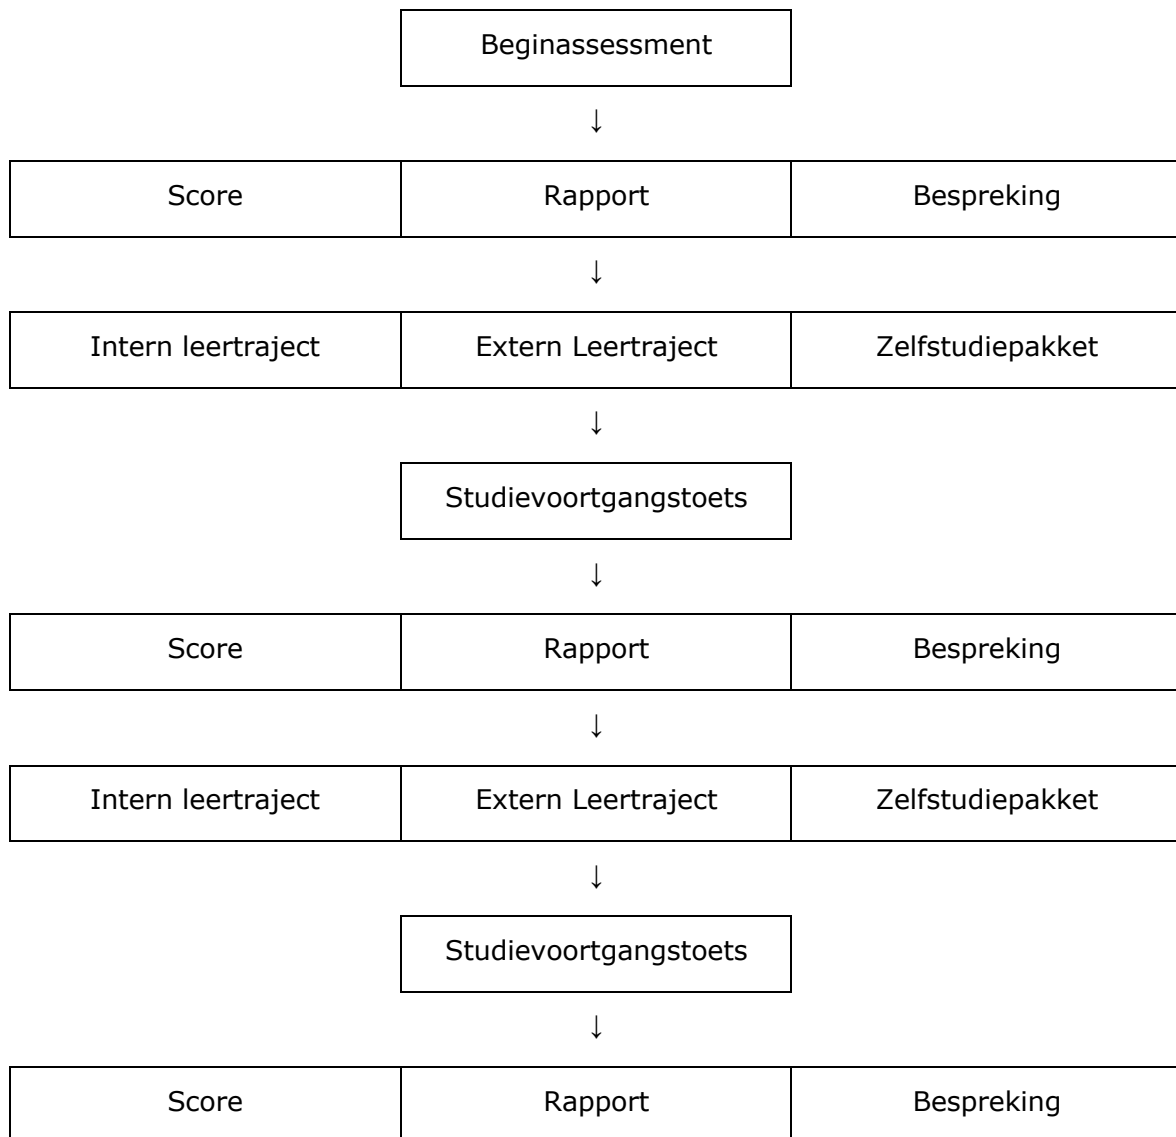 Beginassessment
↓
Score Rapport Bespreking
↓
Intern leertraject Extern Leertraject Zelfstudiepakket
↓
Studievoortgangstoets
↓
Score Rapport Bespreking
↓
Intern leertraject Extern Leertraject Zelfstudiepakket
↓
Studievoortgangstoets
↓
Score Rapport Bespreking